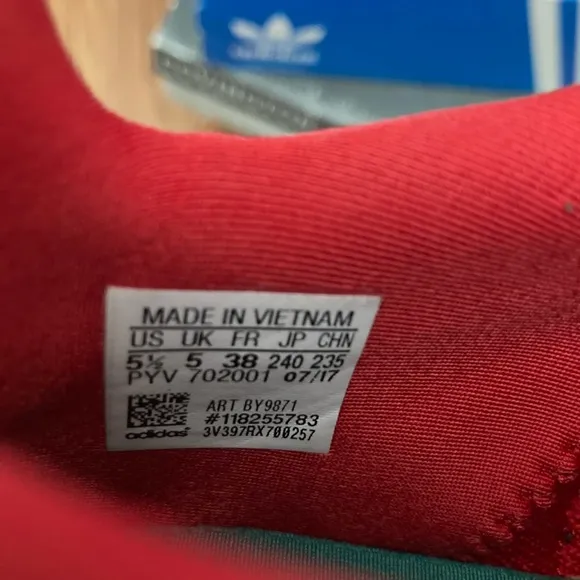 MADE IN VIETNAM
US UK FR JP CHN
5½ 5 38 240 235
PYV 702001 07/17
ART BY9871
#118255783
adidas 3V397RX700257